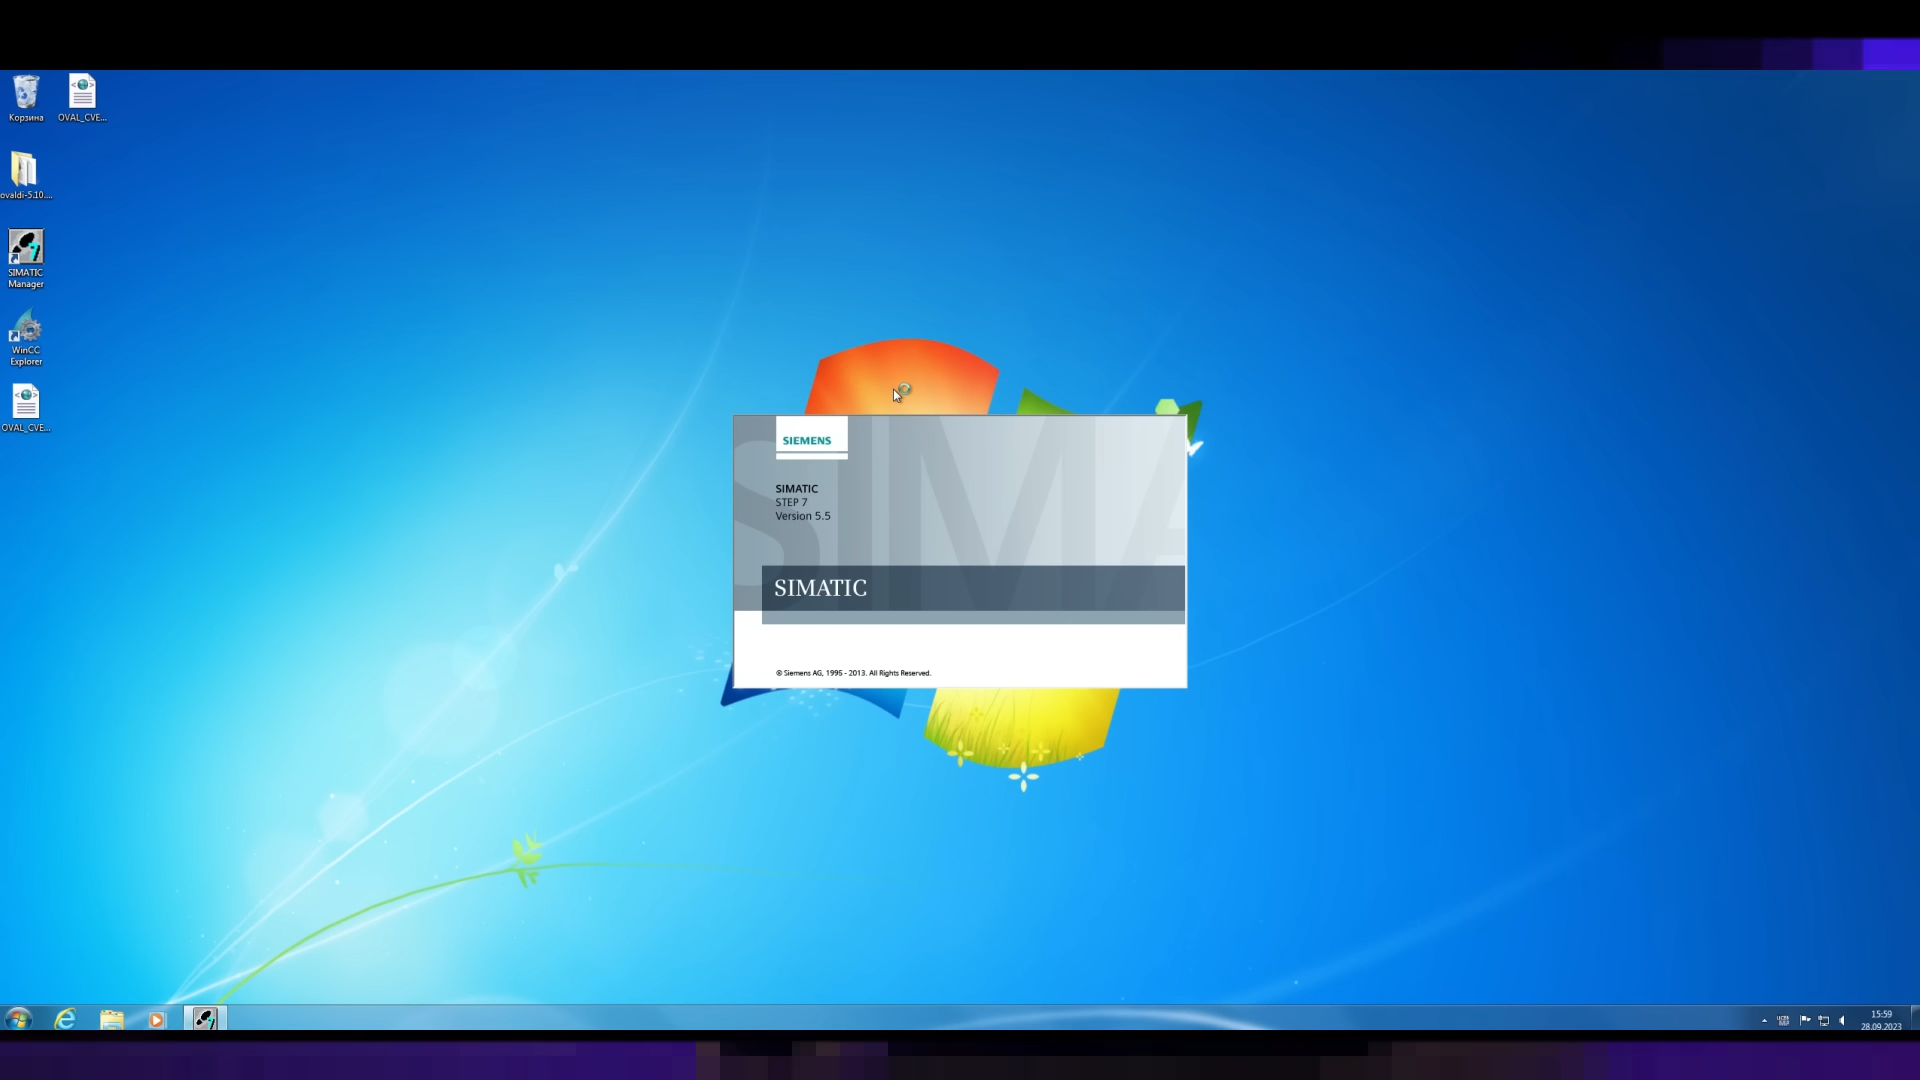 Корзина
OVAL_CVE...
ovaldi-5.10....
SIMATIC
Manager
WinCC
Explorer
OVAL_CVE...
SIEMENS
SIMATIC
STEP 7
Version 5.5
SIMATIC
© Siemens AG, 1995 - 2013. All Rights Reserved.
15:59
28.09.2023